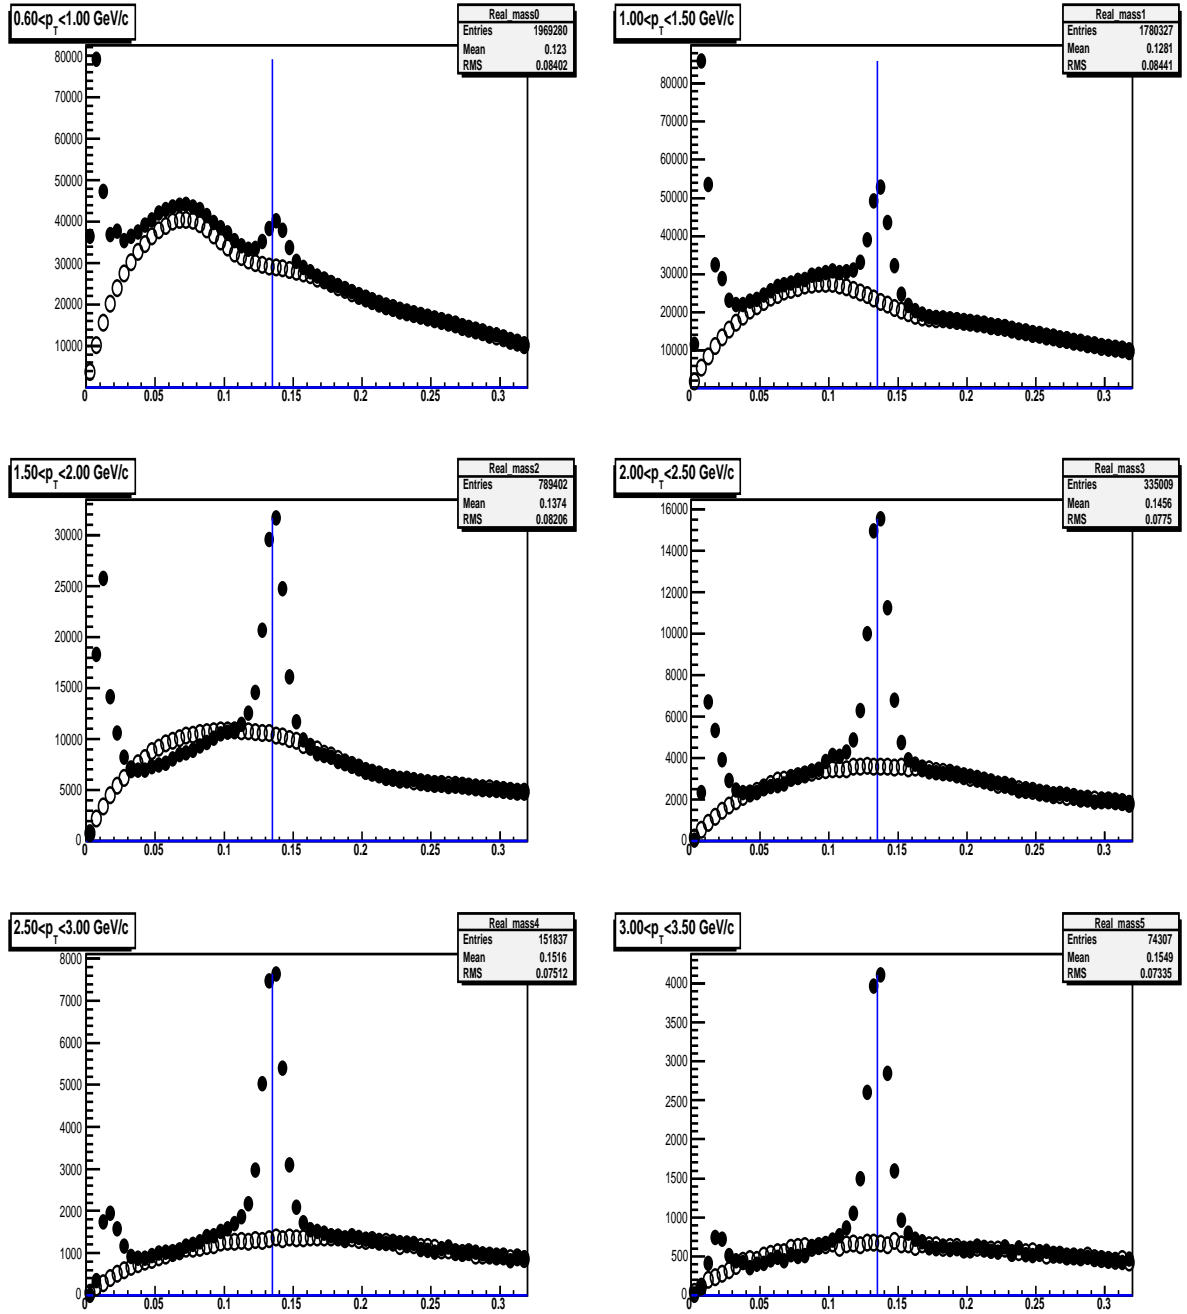 0.60<p_T<1.00 GeV/c
Real_mass0
Entries 1969280
Mean 0.123
RMS 0.08402
80000
70000
60000
50000
40000
30000
20000
10000
0 0.05 0.1 0.15 0.2 0.25 0.3
1.00<p_T<1.50 GeV/c
Real_mass1
Entries 1780327
Mean 0.1281
RMS 0.08441
80000
70000
60000
50000
40000
30000
20000
10000
0 0.05 0.1 0.15 0.2 0.25 0.3
1.50<p_T<2.00 GeV/c
Real_mass2
Entries 789402
Mean 0.1374
RMS 0.08206
30000
25000
20000
15000
10000
5000
0
0 0.05 0.1 0.15 0.2 0.25 0.3
2.00<p_T<2.50 GeV/c
Real_mass3
Entries 335009
Mean 0.1456
RMS 0.0775
16000
14000
12000
10000
8000
6000
4000
2000
0
0 0.05 0.1 0.15 0.2 0.25 0.3
2.50<p_T<3.00 GeV/c
Real_mass4
Entries 151837
Mean 0.1516
RMS 0.07512
8000
7000
6000
5000
4000
3000
2000
1000
0
0 0.05 0.1 0.15 0.2 0.25 0.3
3.00<p_T<3.50 GeV/c
Real_mass5
Entries 74307
Mean 0.1549
RMS 0.07335
4000
3500
3000
2500
2000
1500
1000
500
0
0 0.05 0.1 0.15 0.2 0.25 0.3